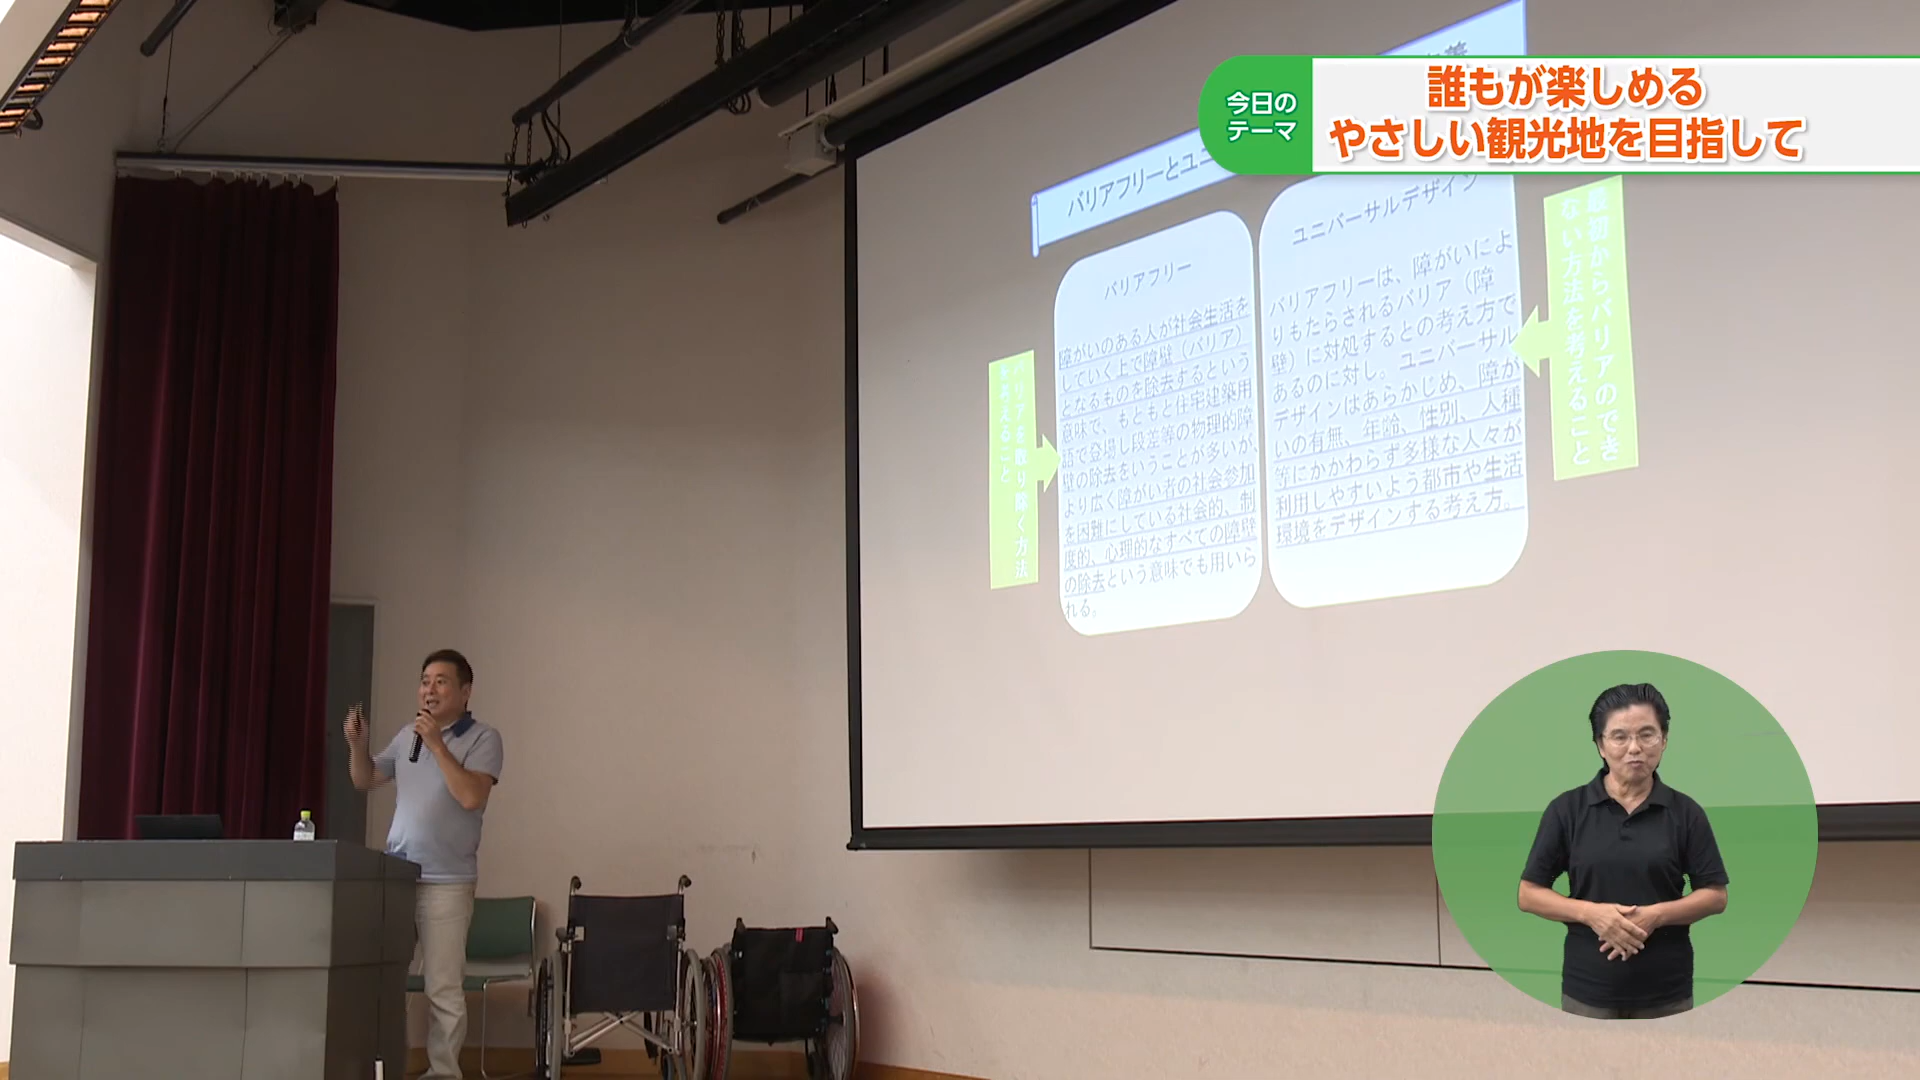 今日の
テーマ
誰もが楽しめる
やさしい観光地を目指して
バリアフリーとユニ
バリアフリー
障がいのある人が社会生活を
していく上で障壁（バリア）
となるものを除去するという
意味で、もともと住宅建築用
語で登場し段差等の物理的障
壁の除去をいうことが多いが、
より広く障がい者の社会参加
を困難にしている社会的、制
度的、心理的なすべての障壁
の除去という意味でも用いら
れる。
バリアを取り除く方法
を考えること
ユニバーサルデザイン
バリアフリーは、障がいによ
りもたらされるバリア（障
壁）に対処するとの考え方で
あるのに対し。ユニバーサル
デザインはあらかじめ、障が
いの有無、年齢、性別、人種
等にかかわらず多様な人々が
利用しやすいよう都市や生活
環境をデザインする考え方。
最初からバリアのでき
ない方法を考えること